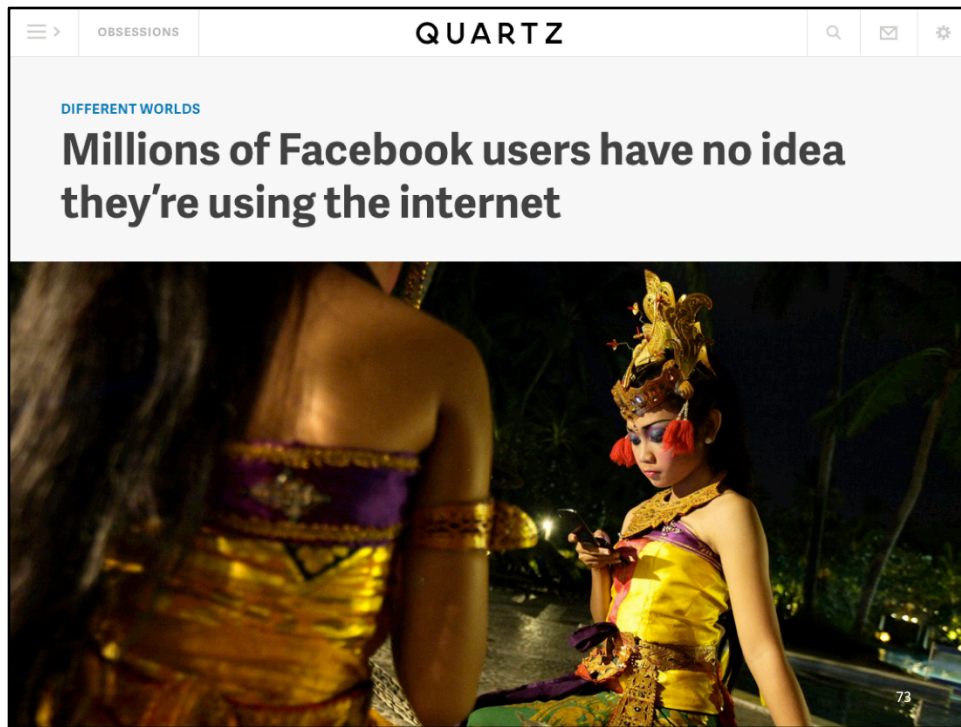 OBSESSIONS
QUARTZ
DIFFERENT WORLDS
Millions of Facebook users have no idea
they’re using the internet
73